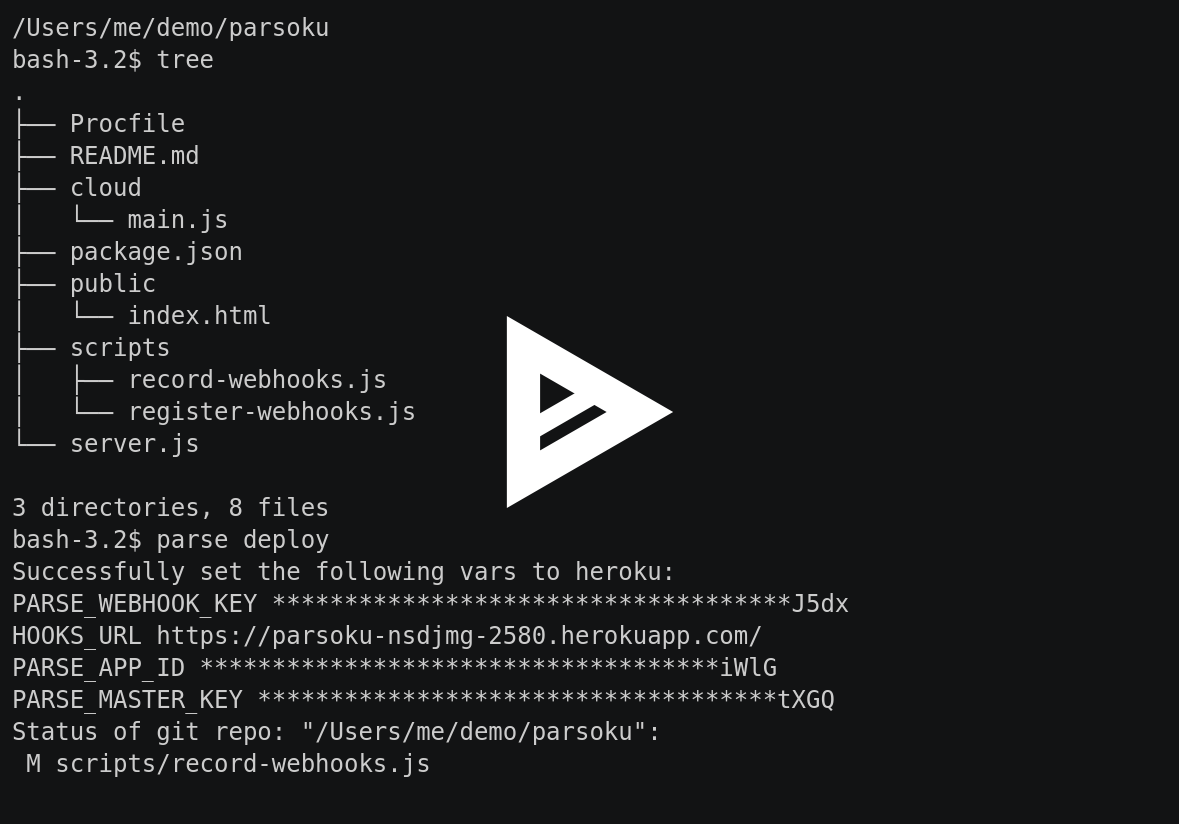 /Users/me/demo/parsoku
bash-3.2$ tree
.
├── Procfile
├── README.md
├── cloud
│   └── main.js
├── package.json
├── public
│   └── index.html
├── scripts
│   ├── record-webhooks.js
│   └── register-webhooks.js
└── server.js

3 directories, 8 files
bash-3.2$ parse deploy
Successfully set the following vars to heroku:
PARSE_WEBHOOK_KEY ************************************J5dx
HOOKS_URL https://parsoku-nsdjmg-2580.herokuapp.com/
PARSE_APP_ID ************************************iWlG
PARSE_MASTER_KEY ************************************tXGQ
Status of git repo: "/Users/me/demo/parsoku":
 M scripts/record-webhooks.js